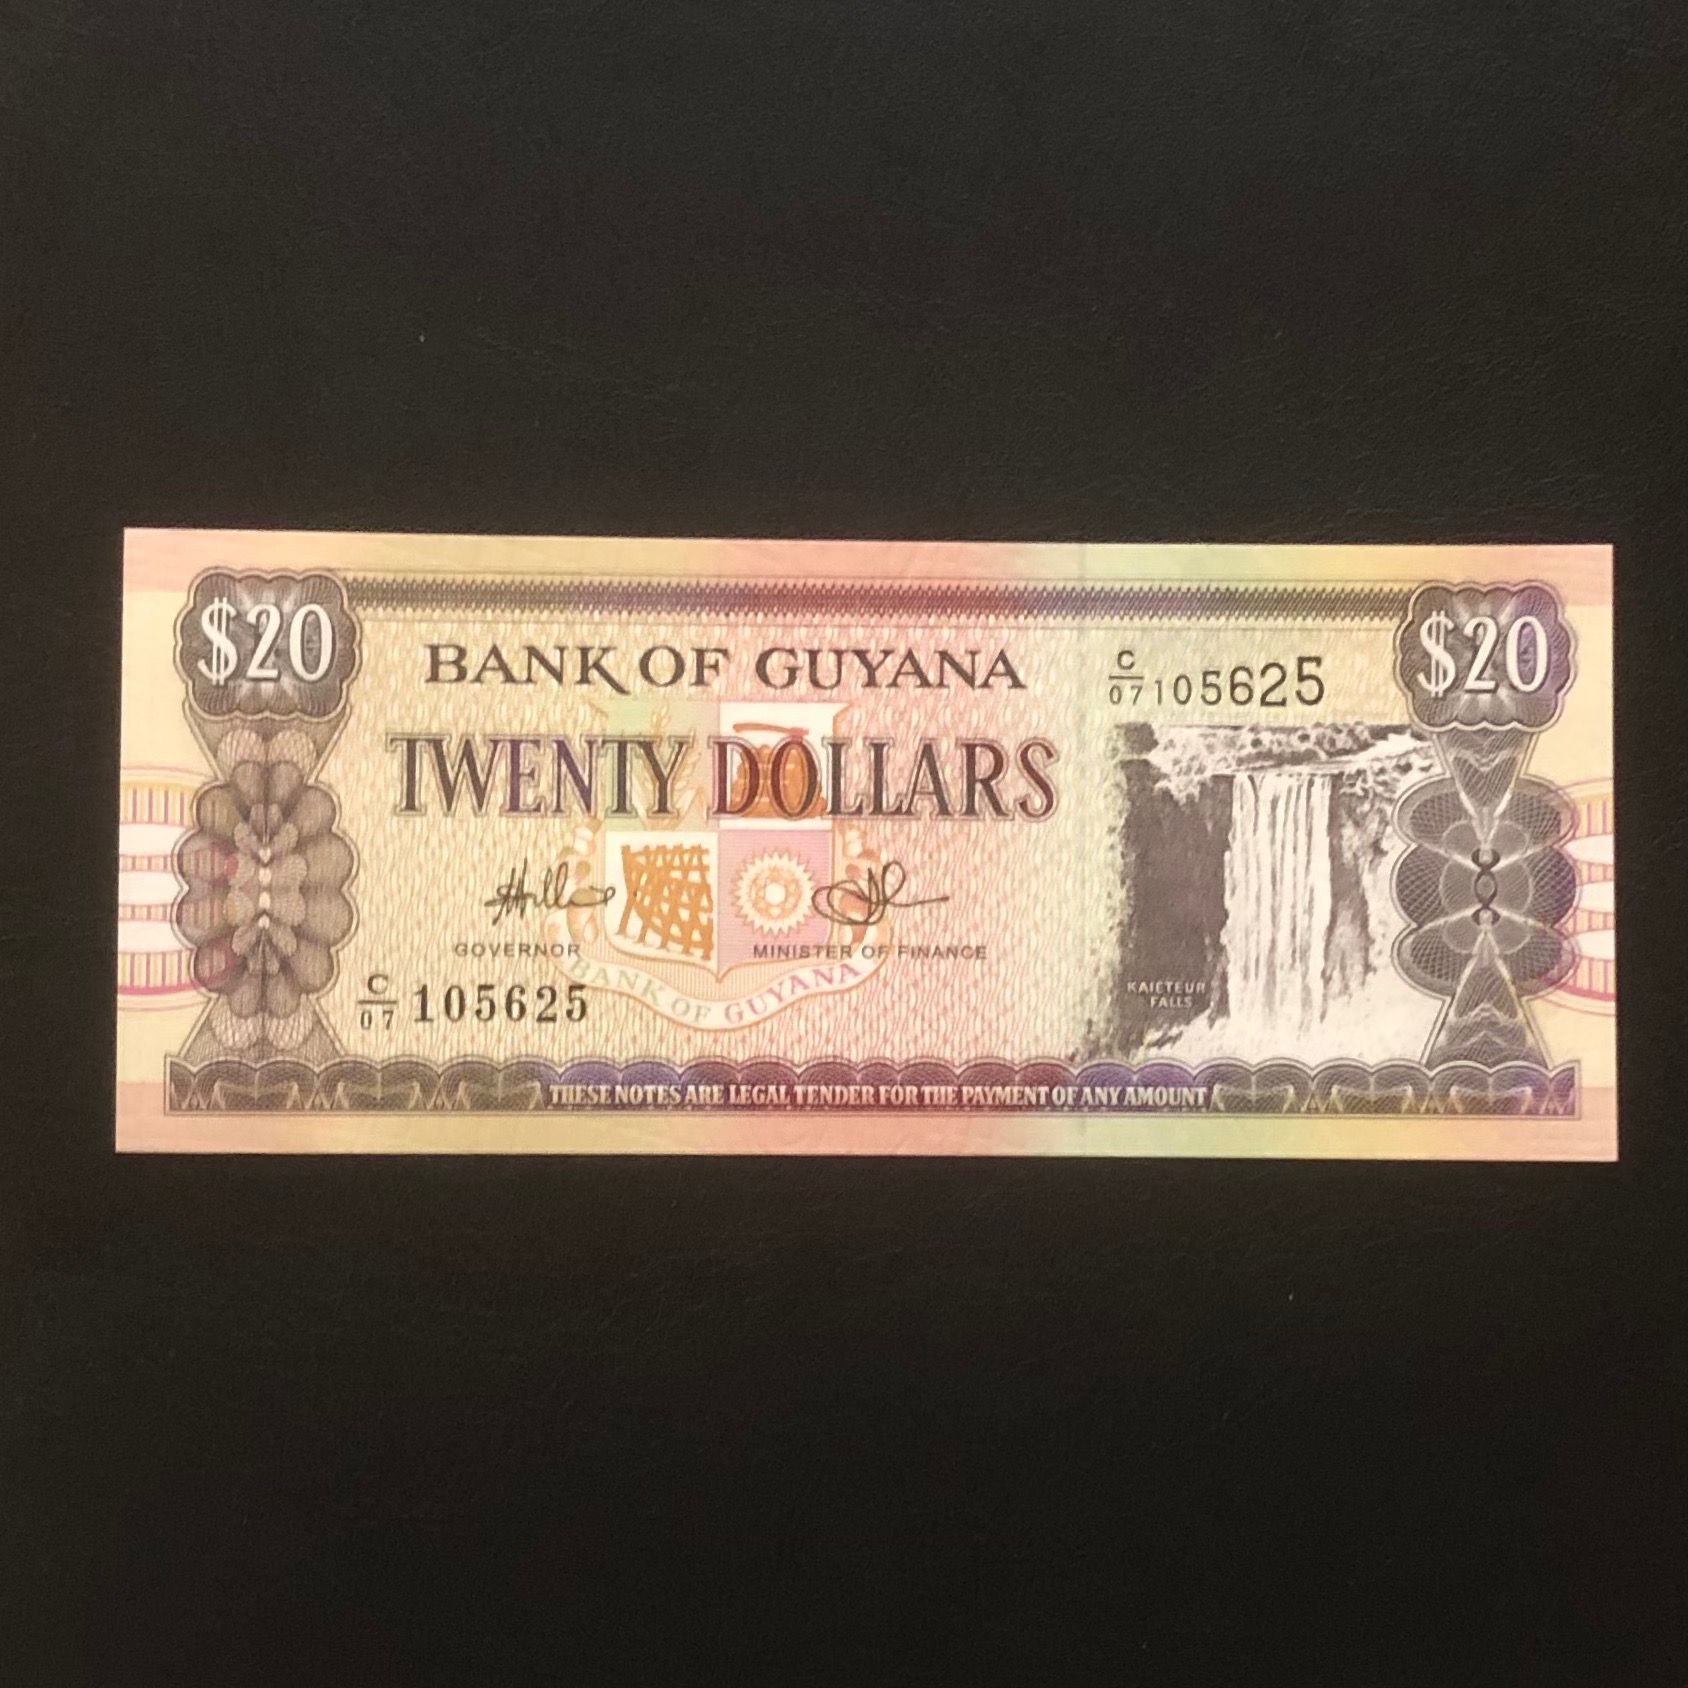 $20
$20
BANK OF GUYANA
C/07 105625
TWENTY DOLLARS
GOVERNOR
MINISTER OF FINANCE
BANK OF GUYANA
KAIETEUR
FALLS
C/07 105625
THESE NOTES ARE LEGAL TENDER FOR THE PAYMENT OF ANY AMOUNT